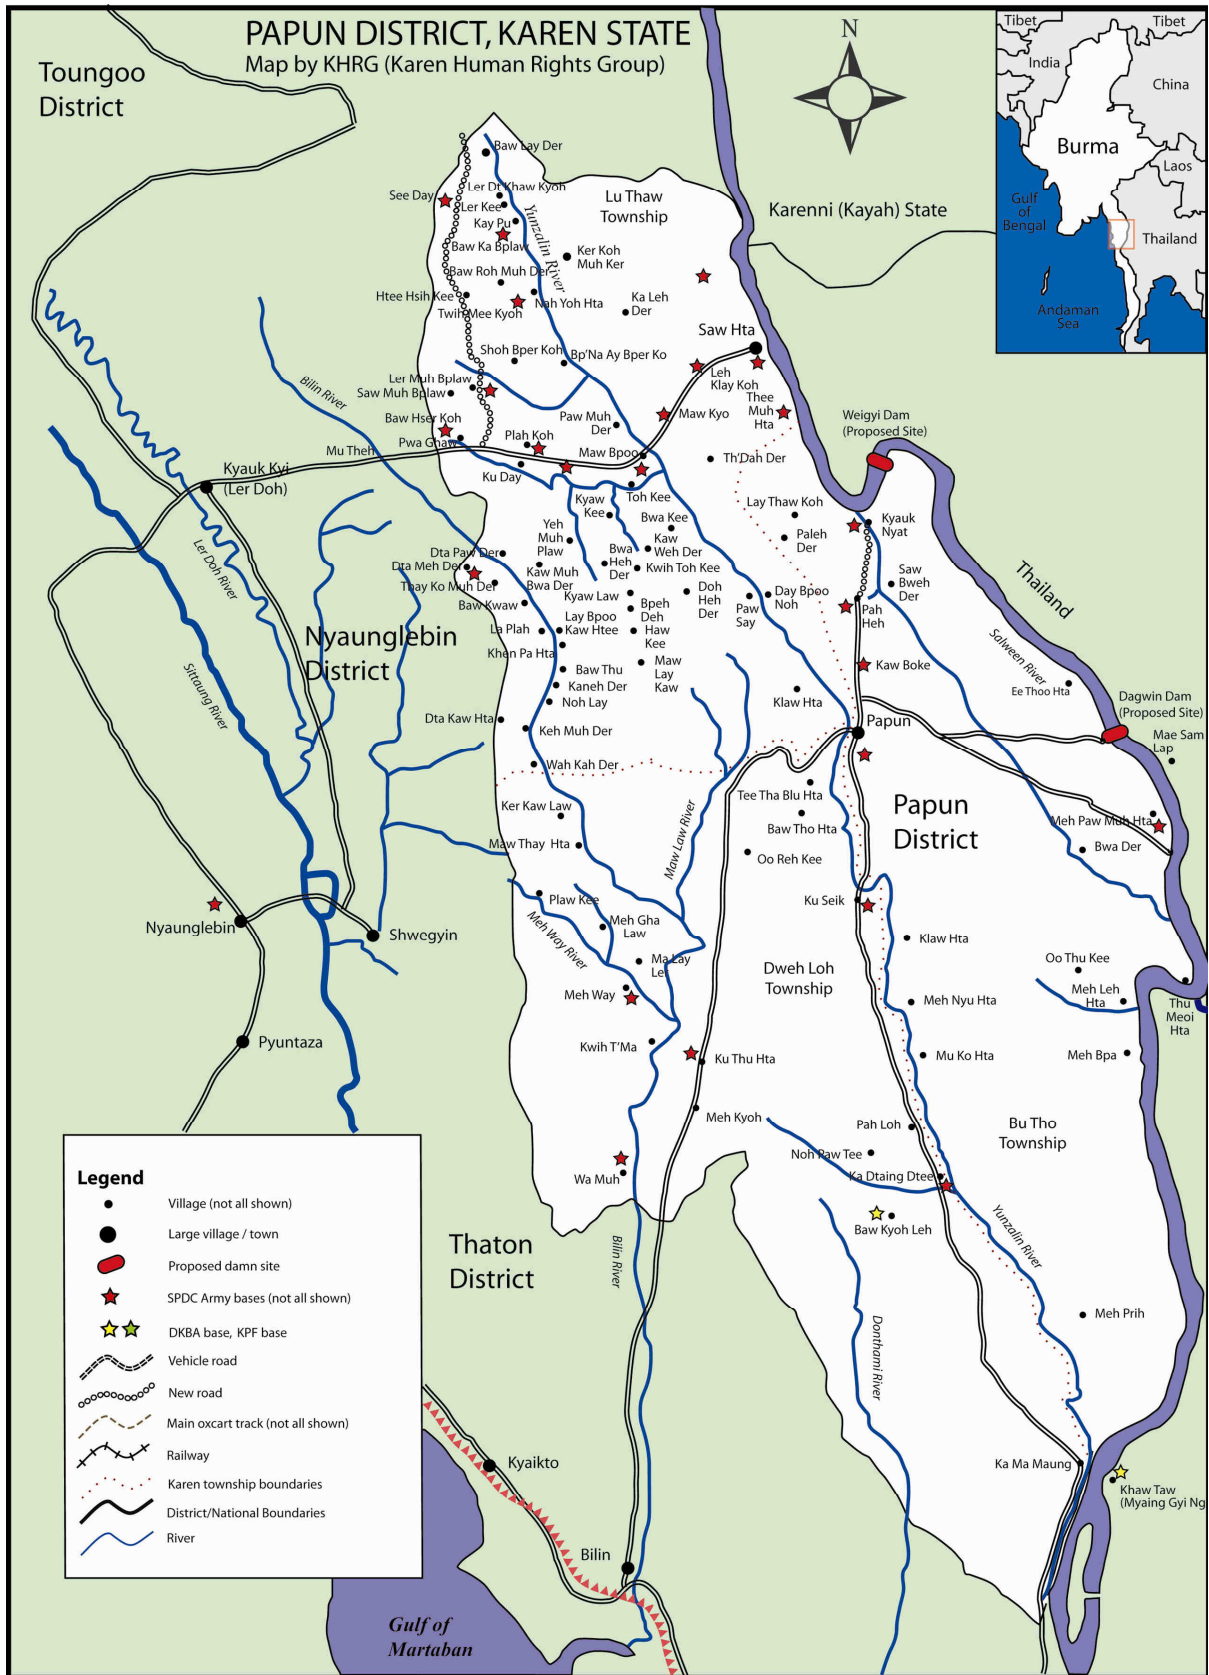 PAPUN DISTRICT, KAREN STATE
Map by KHRG (Karen Human Rights Group)
N
Toungoo
District
Tibet
Tibet
India
China
Burma
Laos
Gulf
of
Bengal
Thailand
Andaman
Sea
Karenni (Kayah) State
Lu Thaw
Township
Baw Lay Der
See Day
Ler Dt Khaw Kyoh
Ler Kee
Kay Pu
Yunzalin River
Baw Ka Bplaw
Ker Koh
Muh Ker
Baw Roh Muh Der
Htee Hsih Kee
Nah Yoh Hta
Twih Mee Kyoh
Ka Leh
Der
Saw Hta
Shoh Bper Koh
Bp'Na Ay Bper Ko
Leh
Klay Koh
Ler Muh Bplaw
Saw Muh Bplaw
Thee
Muh
Hta
Bilin River
Baw Hser Koh
Paw Muh
Der
Maw Kyo
Weigyi Dam
(Proposed Site)
Pwa Ghaw
Plah Koh
Mu Theh
Maw Bpoo
Th'Dah Der
Kyauk Kyi
(Ler Doh)
Ku Day
Toh Kee
Kyaw
Kee
Lay Thaw Koh
Kyauk
Nyat
Yeh
Muh
Plaw
Bwa Kee
Kaw
Weh Der
Paleh
Der
Ler Doh River
Dta Paw Der
Dta Meh Der
Bwa
Heh
Der
Kwih Toh Kee
Saw
Bweh
Der
Thailand
Thay Ko Muh Der
Kaw Muh
Bwa Der
Kyaw Law
Doh
Heh
Der
Paw
Say
Day Bpoo
Noh
Pah
Heh
Baw Kwaw
Lay Bpoo
Kaw Htee
Bpeh
Deh
La Plah
Haw
Kee
Nyaunglebin
District
Khen Pa Hta
Salween River
Baw Thu
Maw
Lay
Kaw
Kaw Boke
Kaneh Der
Ee Thoo Hta
Sittaung River
Noh Lay
Klaw Hta
Dagwin Dam
(Proposed Site)
Dta Kaw Hta
Keh Muh Der
Papun
Mae Sam
Lap
Wah Kah Der
Tee Tha Blu Hta
Papun
District
Ker Kaw Law
Maw Law River
Baw Tho Hta
Meh Paw Muh Hta
Maw Thay Hta
Oo Reh Kee
Bwa Der
Plaw Kee
Ku Seik
Nyaunglebin
Shwegyin
Meh Way River
Meh Gha
Law
Klaw Hta
Ma Lay
Ler
Dweh Loh
Township
Oo Thu Kee
Meh Way
Meh Nyu Hta
Meh Leh
Hta
Thu
Meoi
Hta
Pyuntaza
Kwih T'Ma
Ku Thu Hta
Mu Ko Hta
Meh Bpa
Meh Kyoh
Pah Loh
Bu Tho
Township
Noh Paw Tee
Wa Muh
Ka Dtaing Dtee
Baw Kyoh Leh
Yunzalin River
Thaton
District
Bilin River
Meh Prih
Donthami River
Ka Ma Maung
Khaw Taw
(Myaing Gyi Ng
Kyaikto
Bilin
Gulf of
Martaban
Legend
Village (not all shown)
Large village / town
Proposed damn site
SPDC Army bases (not all shown)
DKBA base, KPF base
Vehicle road
New road
Main oxcart track (not all shown)
Railway
Karen township boundaries
District/National Boundaries
River